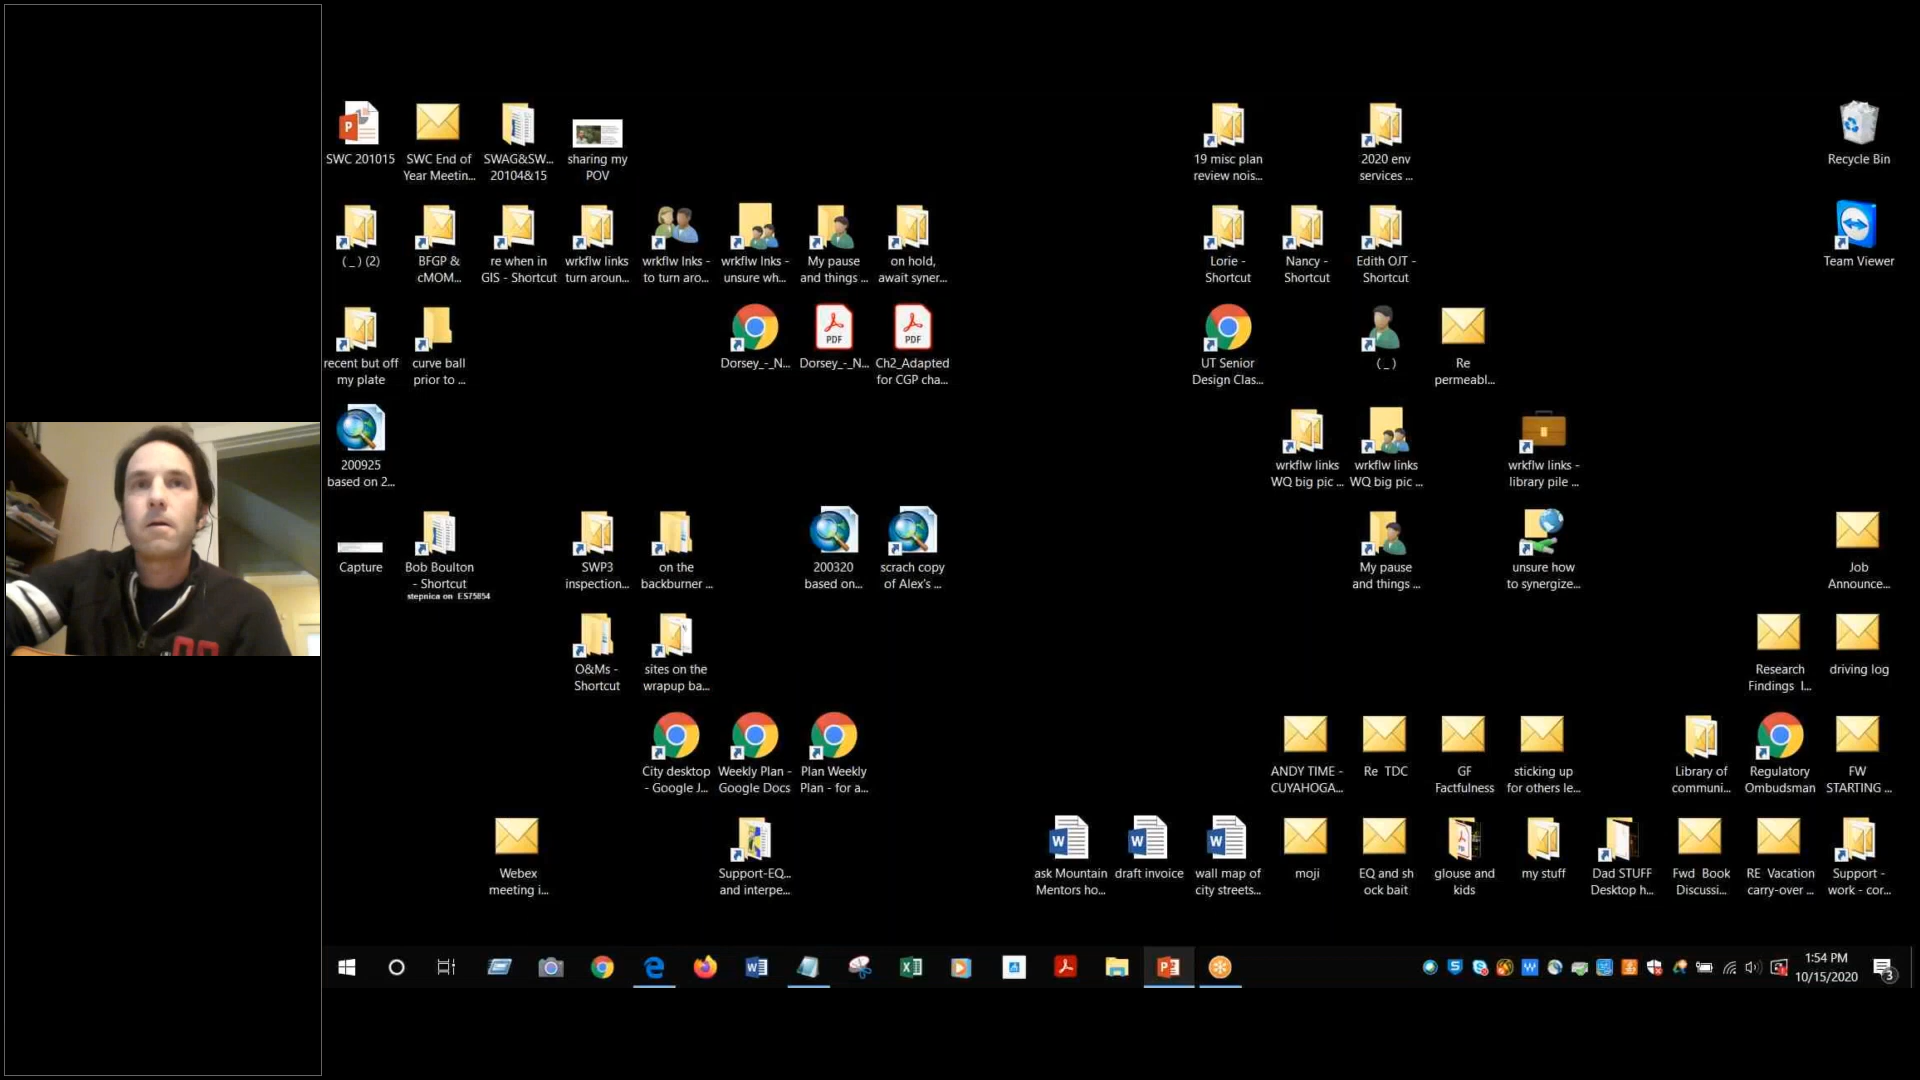 SWC 201015
SWC End of
Year Meetin...
SWAG&SW...
20104&15
sharing my
POV
19 misc plan
review nois...
2020 env
services ...
Recycle Bin
( _ ) (2)
BFGP &
cMOM...
re when in
GIS - Shortcut
wrkflw links
turn aroun...
wrkflw lnks -
to turn aro...
wrkflw lnks -
unsure wh...
My pause
and things ...
on hold,
await syner...
Lorie -
Shortcut
Nancy -
Shortcut
Edith OJT -
Shortcut
Team Viewer
recent but off
my plate
curve ball
prior to ...
Dorsey_-_N...
PDF
Dorsey_-_N...
PDF
Ch2_Adapted
for CGP cha...
UT Senior
Design Clas...
( _ )
Re
permeabl...
200925
based on 2...
wrkflw links
WQ big pic ...
wrkflw links
WQ big pic ...
wrkflw links -
library pile ...
Capture
Bob Boulton
- Shortcut
stepnica on ES75854
SWP3
inspection...
on the
backburner ...
200320
based on...
scrach copy
of Alex's ...
My pause
and things ...
unsure how
to synergize...
Job
Announce...
O&Ms -
Shortcut
sites on the
wrapup ba...
Research
Findings I...
driving log
City desktop
- Google J...
Weekly Plan -
Google Docs
Plan Weekly
Plan - for a...
ANDY TIME -
CUYAHOGA...
Re TDC
GF
Factfulness
sticking up
for others le...
Library of
communi...
Regulatory
Ombudsman
FW
STARTING ...
Webex
meeting i...
Support-EQ...
and interpe...
ask Mountain
Mentors ho...
draft invoice
wall map of
city streets...
moji
EQ and sh
ock bait
glouse and
kids
my stuff
Dad STUFF
Desktop h...
Fwd Book
Discussi...
RE Vacation
carry-over ...
Support -
work - cor...
1:54 PM
10/15/2020
3